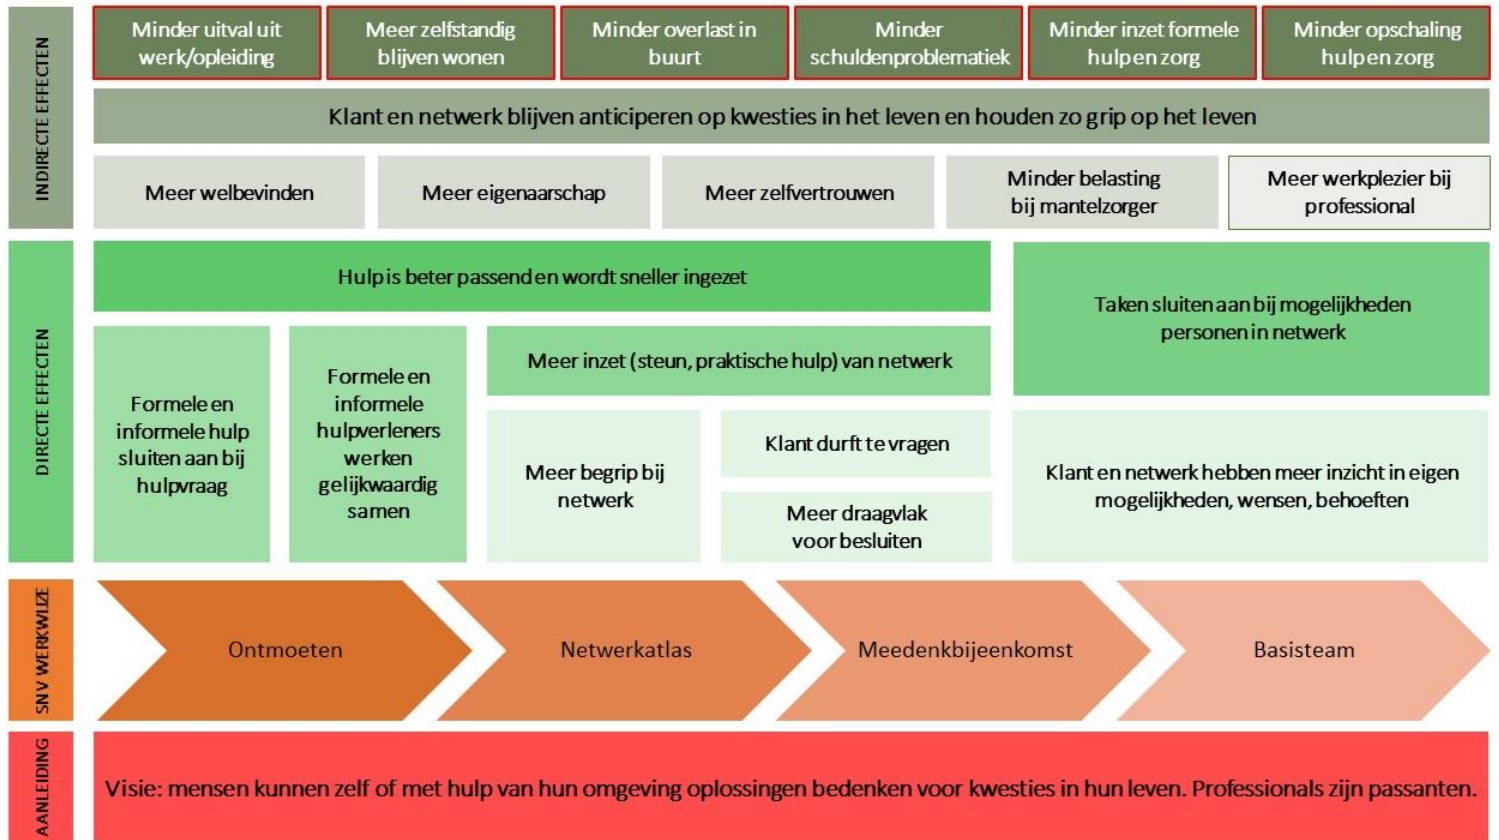 INDIRECTE EFFECTEN
Minder uitval uit
werk/opleiding
Meer zelfstandig
blijven wonen
Minder overlast in
buurt
Minder
schuldenproblematiek
Minder inzet formele
hulp en zorg
Minder opschaling
hulp en zorg
Klant en netwerk blijven anticiperen op kwesties in het leven en houden zo grip op het leven
Meer welbevinden
Meer eigenaarschap
Meer zelfvertrouwen
Minder belasting
bij mantelzorger
Meer werkplezier bij
professional
DIRECTE EFFECTEN
Hulp is beter passend en wordt sneller ingezet
Taken sluiten aan bij mogelijkheden
personen in netwerk
Formele en
informele hulp
sluiten aan bij
hulpvraag
Formele en
informele
hulpverleners
werken
gelijkwaardig
samen
Meer inzet (steun, praktische hulp) van netwerk
Meer begrip bij
netwerk
Klant durft te vragen
Meer draagvlak
voor besluiten
Klant en netwerk hebben meer inzicht in eigen
mogelijkheden, wensen, behoeften
SNV WERKWIJZE
Ontmoeten
Netwerkatlas
Meedenkbijeenkomst
Basisteam
AANLEIDING
Visie: mensen kunnen zelf of met hulp van hun omgeving oplossingen bedenken voor kwesties in hun leven. Professionals zijn passanten.